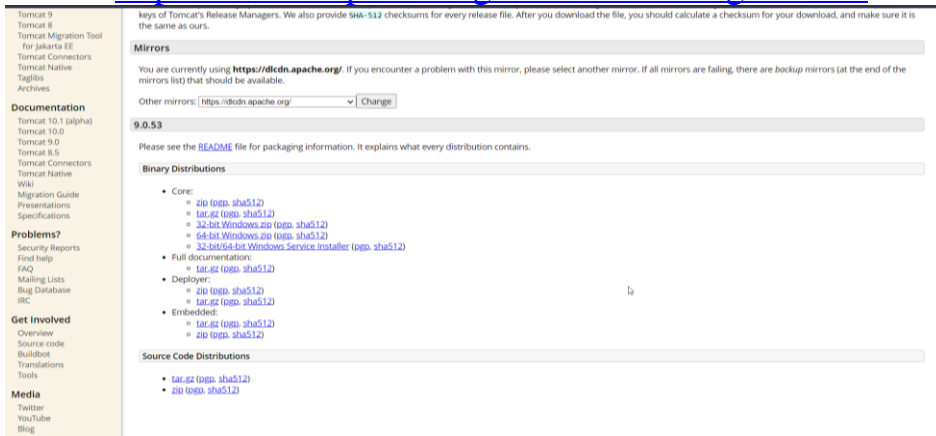 Tomcat 9
Tomcat 8
Tomcat Migration Tool
for Jakarta EE
Tomcat Connectors
Tomcat Native
Taglibs
Archives
Documentation
Tomcat 10.1 (alpha)
Tomcat 10.0
Tomcat 9.0
Tomcat 8.5
Tomcat Connectors
Tomcat Native
Wiki
Migration Guide
Presentations
Specifications
Problems?
Security Reports
Find help
FAQ
Mailing Lists
Bug Database
IRC
Get Involved
Overview
Source code
Buildbot
Translations
Tools
Media
Twitter
YouTube
Blog
keys of Tomcat's Release Managers. We also provide SHA-512 checksums for every release file. After you download the file, you should calculate a checksum for your download, and make sure it is
the same as ours.
Mirrors
You are currently using https://dlcdn.apache.org/. If you encounter a problem with this mirror, please select another mirror. If all mirrors are failing, there are backup mirrors (at the end of the
mirrors list) that should be available.
Other mirrors: https://dlcdn.apache.org/ Change
9.0.53
Please see the README file for packaging information. It explains what every distribution contains.
Binary Distributions
• Core:
zip (pgp, sha512)
tar.gz (pgp, sha512)
32-bit Windows zip (pgp, sha512)
64-bit Windows zip (pgp, sha512)
32-bit/64-bit Windows Service Installer (pgp, sha512)
• Full documentation:
tar.gz (pgp, sha512)
• Deployer:
zip (pgp, sha512)
tar.gz (pgp, sha512)
• Embedded:
tar.gz (pgp, sha512)
zip (pgp, sha512)
Source Code Distributions
• tar.gz (pgp, sha512)
• zip (pgp, sha512)